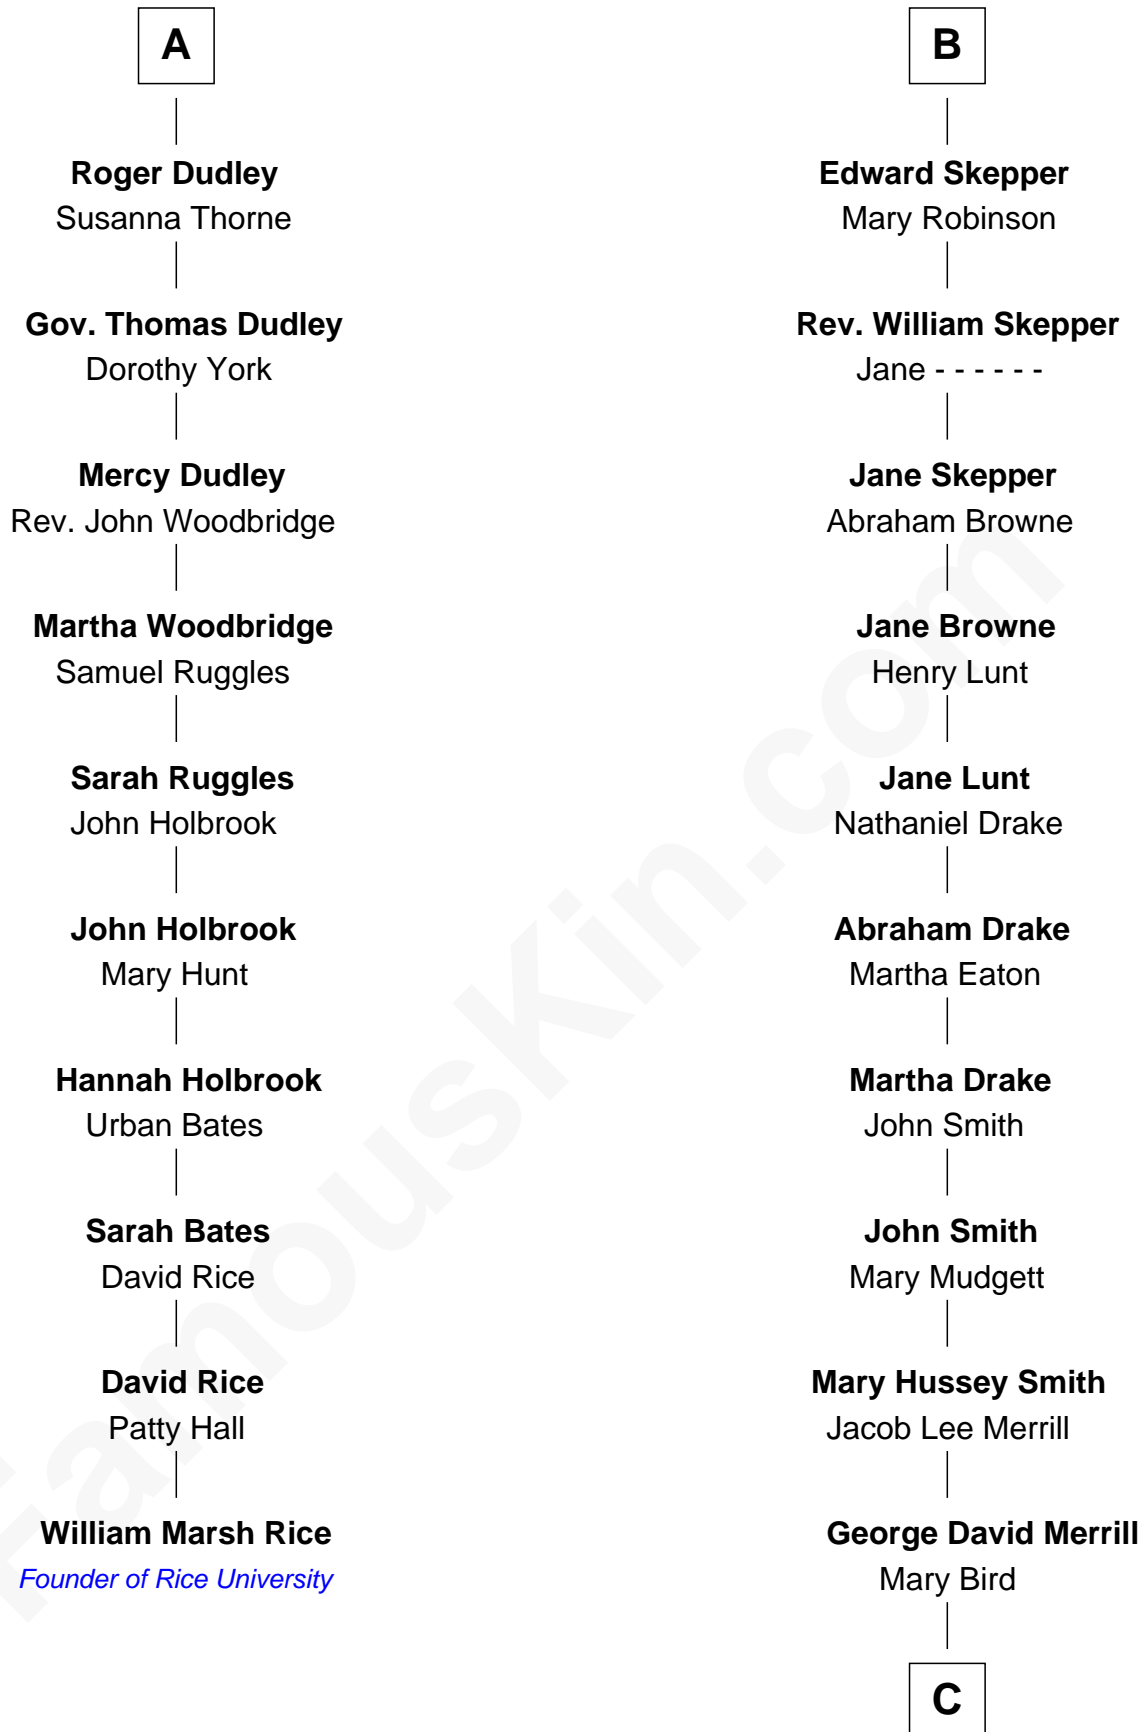 A
Roger Dudley
Susanna Thorne
Gov. Thomas Dudley
Dorothy York
Mercy Dudley
Rev. John Woodbridge
Martha Woodbridge
Samuel Ruggles
Sarah Ruggles
John Holbrook
John Holbrook
Mary Hunt
Hannah Holbrook
Urban Bates
Sarah Bates
David Rice
David Rice
Patty Hall
William Marsh Rice
Founder of Rice University
B
Edward Skepper
Mary Robinson
Rev. William Skepper
Jane - - - - - -
Jane Skepper
Abraham Browne
Jane Browne
Henry Lunt
Jane Lunt
Nathaniel Drake
Abraham Drake
Martha Eaton
Martha Drake
John Smith
John Smith
Mary Mudgett
Mary Hussey Smith
Jacob Lee Merrill
George David Merrill
Mary Bird
C
FamousKin.com